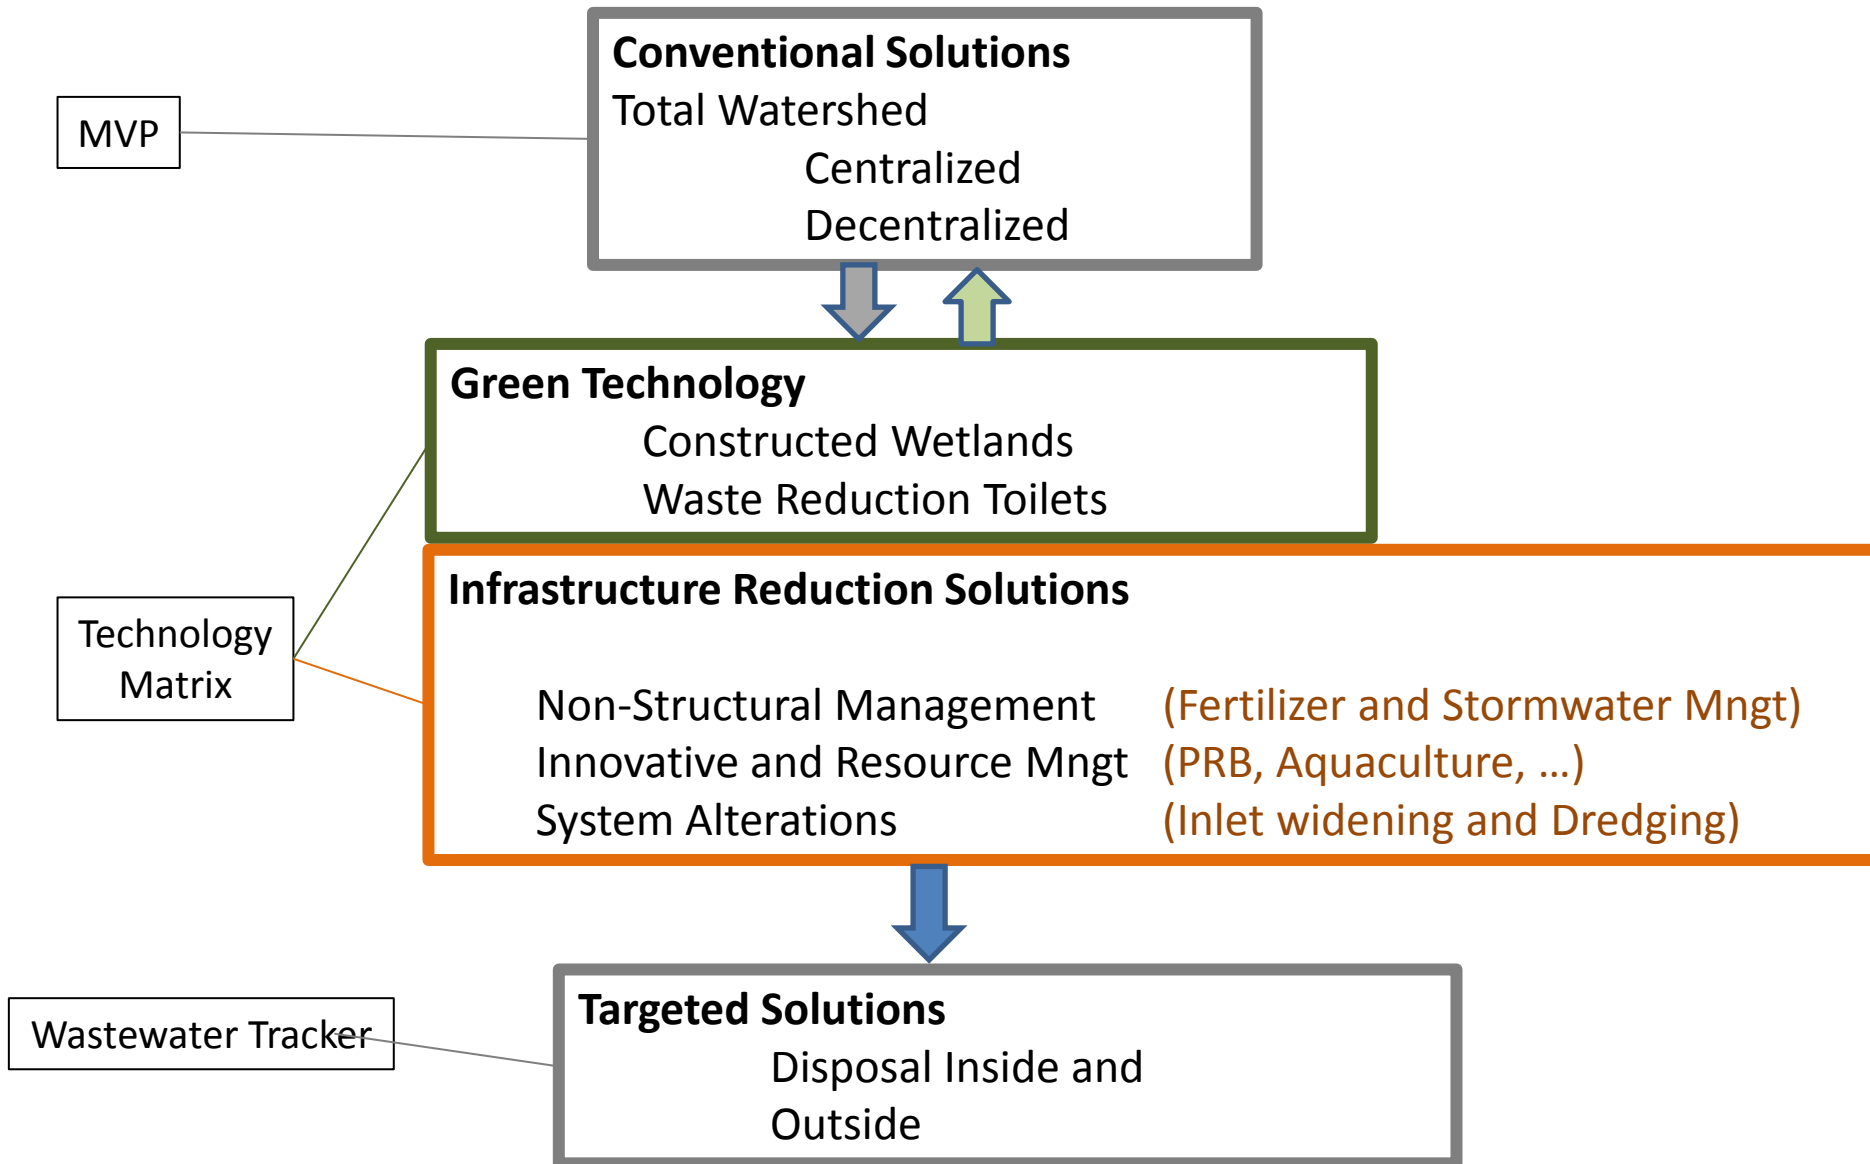 Conventional Solutions
Total Watershed
Centralized
Decentralized
MVP
Green Technology
Constructed Wetlands
Waste Reduction Toilets
Technology
Matrix
Infrastructure Reduction Solutions
Non-Structural Management (Fertilizer and Stormwater Mngt)
Innovative and Resource Mngt (PRB, Aquaculture, ...)
System Alterations (Inlet widening and Dredging)
Wastewater Tracker
Targeted Solutions
Disposal Inside and
Outside